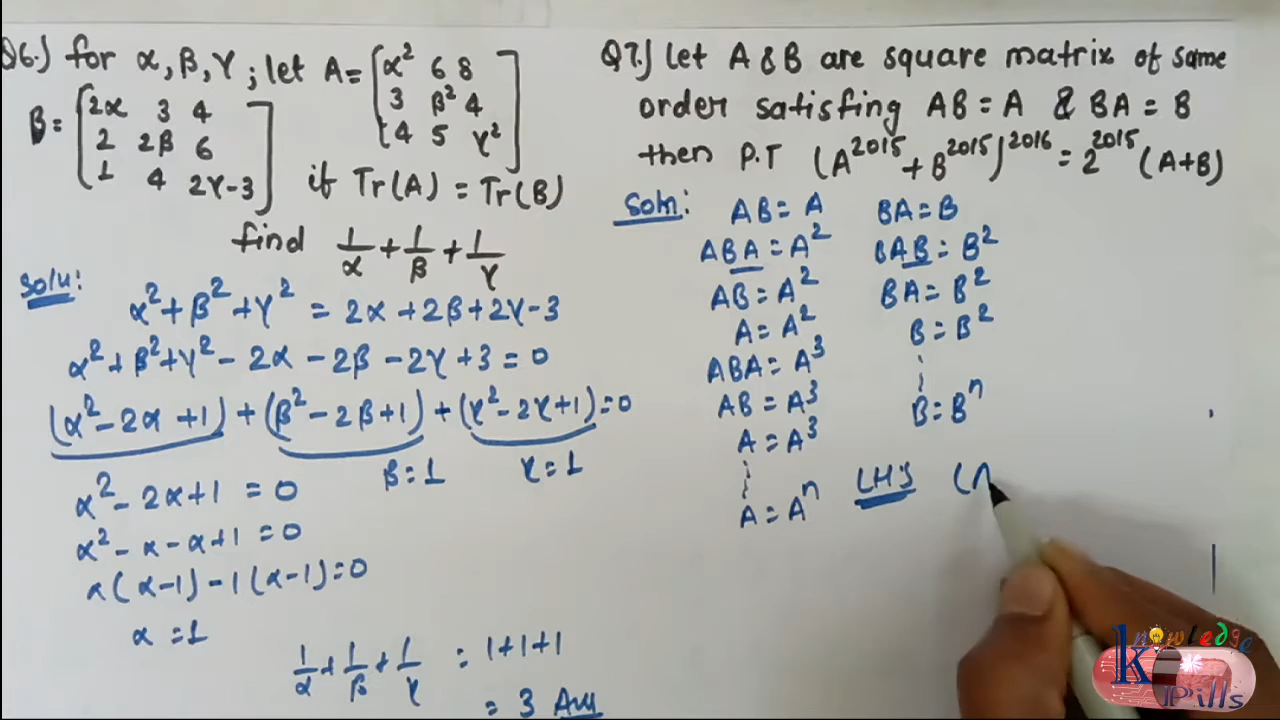 Q6.) for α, β, γ ; let A = [α² 6 8
3 β² 4
4 5 γ²]
B = [2α 3 4
2 2β 6
1 4 2γ-3] if Tr(A) = Tr(B)
find 1/α + 1/β + 1/γ
Solu:
α² + β² + γ² = 2α + 2β + 2γ - 3
α² + β² + γ² - 2α - 2β - 2γ + 3 = 0
(α² - 2α + 1) + (β² - 2β + 1) + (γ² - 2γ + 1) = 0
β = 1 γ = 1
α² - 2α + 1 = 0
α² - α - α + 1 = 0
α(α - 1) - 1(α - 1) = 0
α = 1
1/α + 1/β + 1/γ = 1+1+1
= 3 Ans
Q7.) Let A & B are square matrix of same
order satisfing AB = A & BA = B
then P.T (A²⁰¹⁵ + B²⁰¹⁵)²⁰¹⁶ = 2²⁰¹⁵ (A+B)
Soln: AB = A BA = B
ABA = A² BAB = B²
AB = A² BA = B²
A = A² B = B²
ABA = A³
AB = A³ B = Bⁿ
A = A³
A = Aⁿ LHS (A
Knowledge
Pills